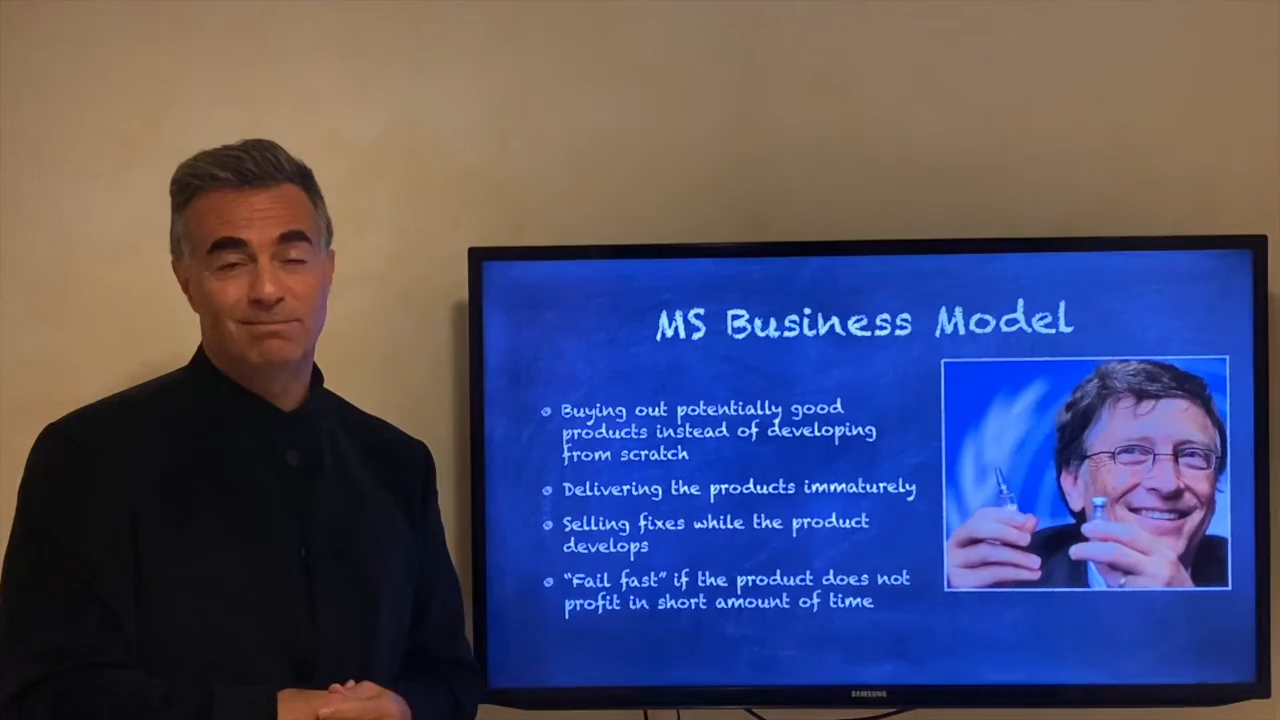 MS Business Model
Buying out potentially good
products instead of developing
from scratch
Delivering the products immaturely
Selling fixes while the product
develops
"Fail fast" if the product does not
profit in short amount of time
SAMSUNG